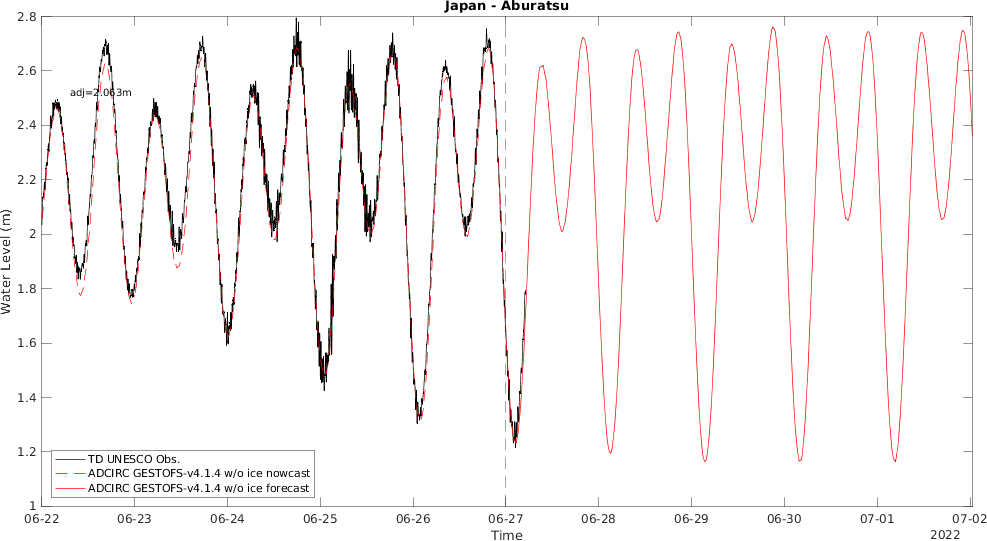 Japan - Aburatsu
2.8
2.6
2.4
2.2
2
1.8
1.6
1.4
1.2
1
Water Level (m)
adj=2.063m
TD UNESCO Obs.
ADCIRC GESTOFS-v4.1.4 w/o ice nowcast
ADCIRC GESTOFS-v4.1.4 w/o ice forecast
06-22 06-23 06-24 06-25 06-26 06-27 06-28 06-29 06-30 07-01 07-02
Time
2022